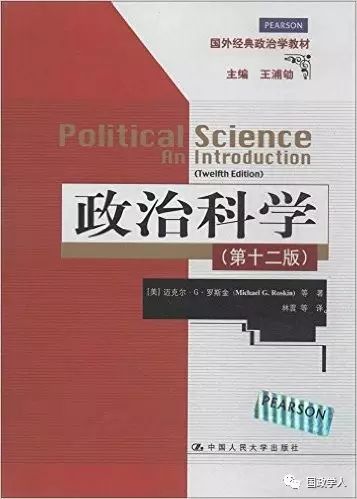 PEARSON
国外经典政治学教材
主编 王浦劬
Political Science
An Introduction
(Twelfth Edition)
政治科学
(第十二版)
[美] 迈克尔·G·罗斯金 (Michael G. Roskin) 等 著
林震 等 译
PEARSON
中国人民大学出版社
国政学人